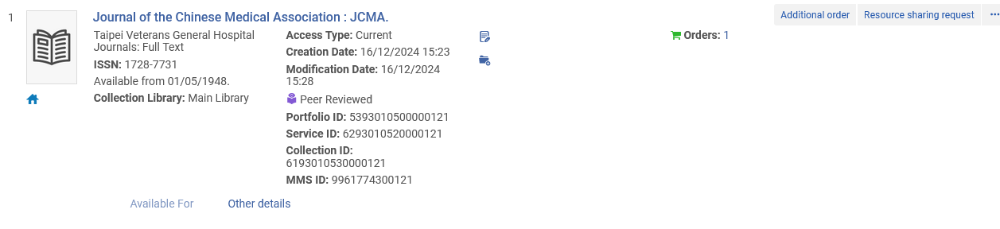 1
Journal of the Chinese Medical Association : JCMA.
Additional order
Resource sharing request
Taipei Veterans General Hospital
Journals: Full Text
ISSN: 1728-7731
Available from 01/05/1948.
Collection Library: Main Library
Access Type: Current
Creation Date: 16/12/2024 15:23
Modification Date: 16/12/2024
15:28
Peer Reviewed
Portfolio ID: 5393010500000121
Service ID: 6293010520000121
Collection ID:
6193010530000121
MMS ID: 9961774300121
Orders: 1
Available For
Other details